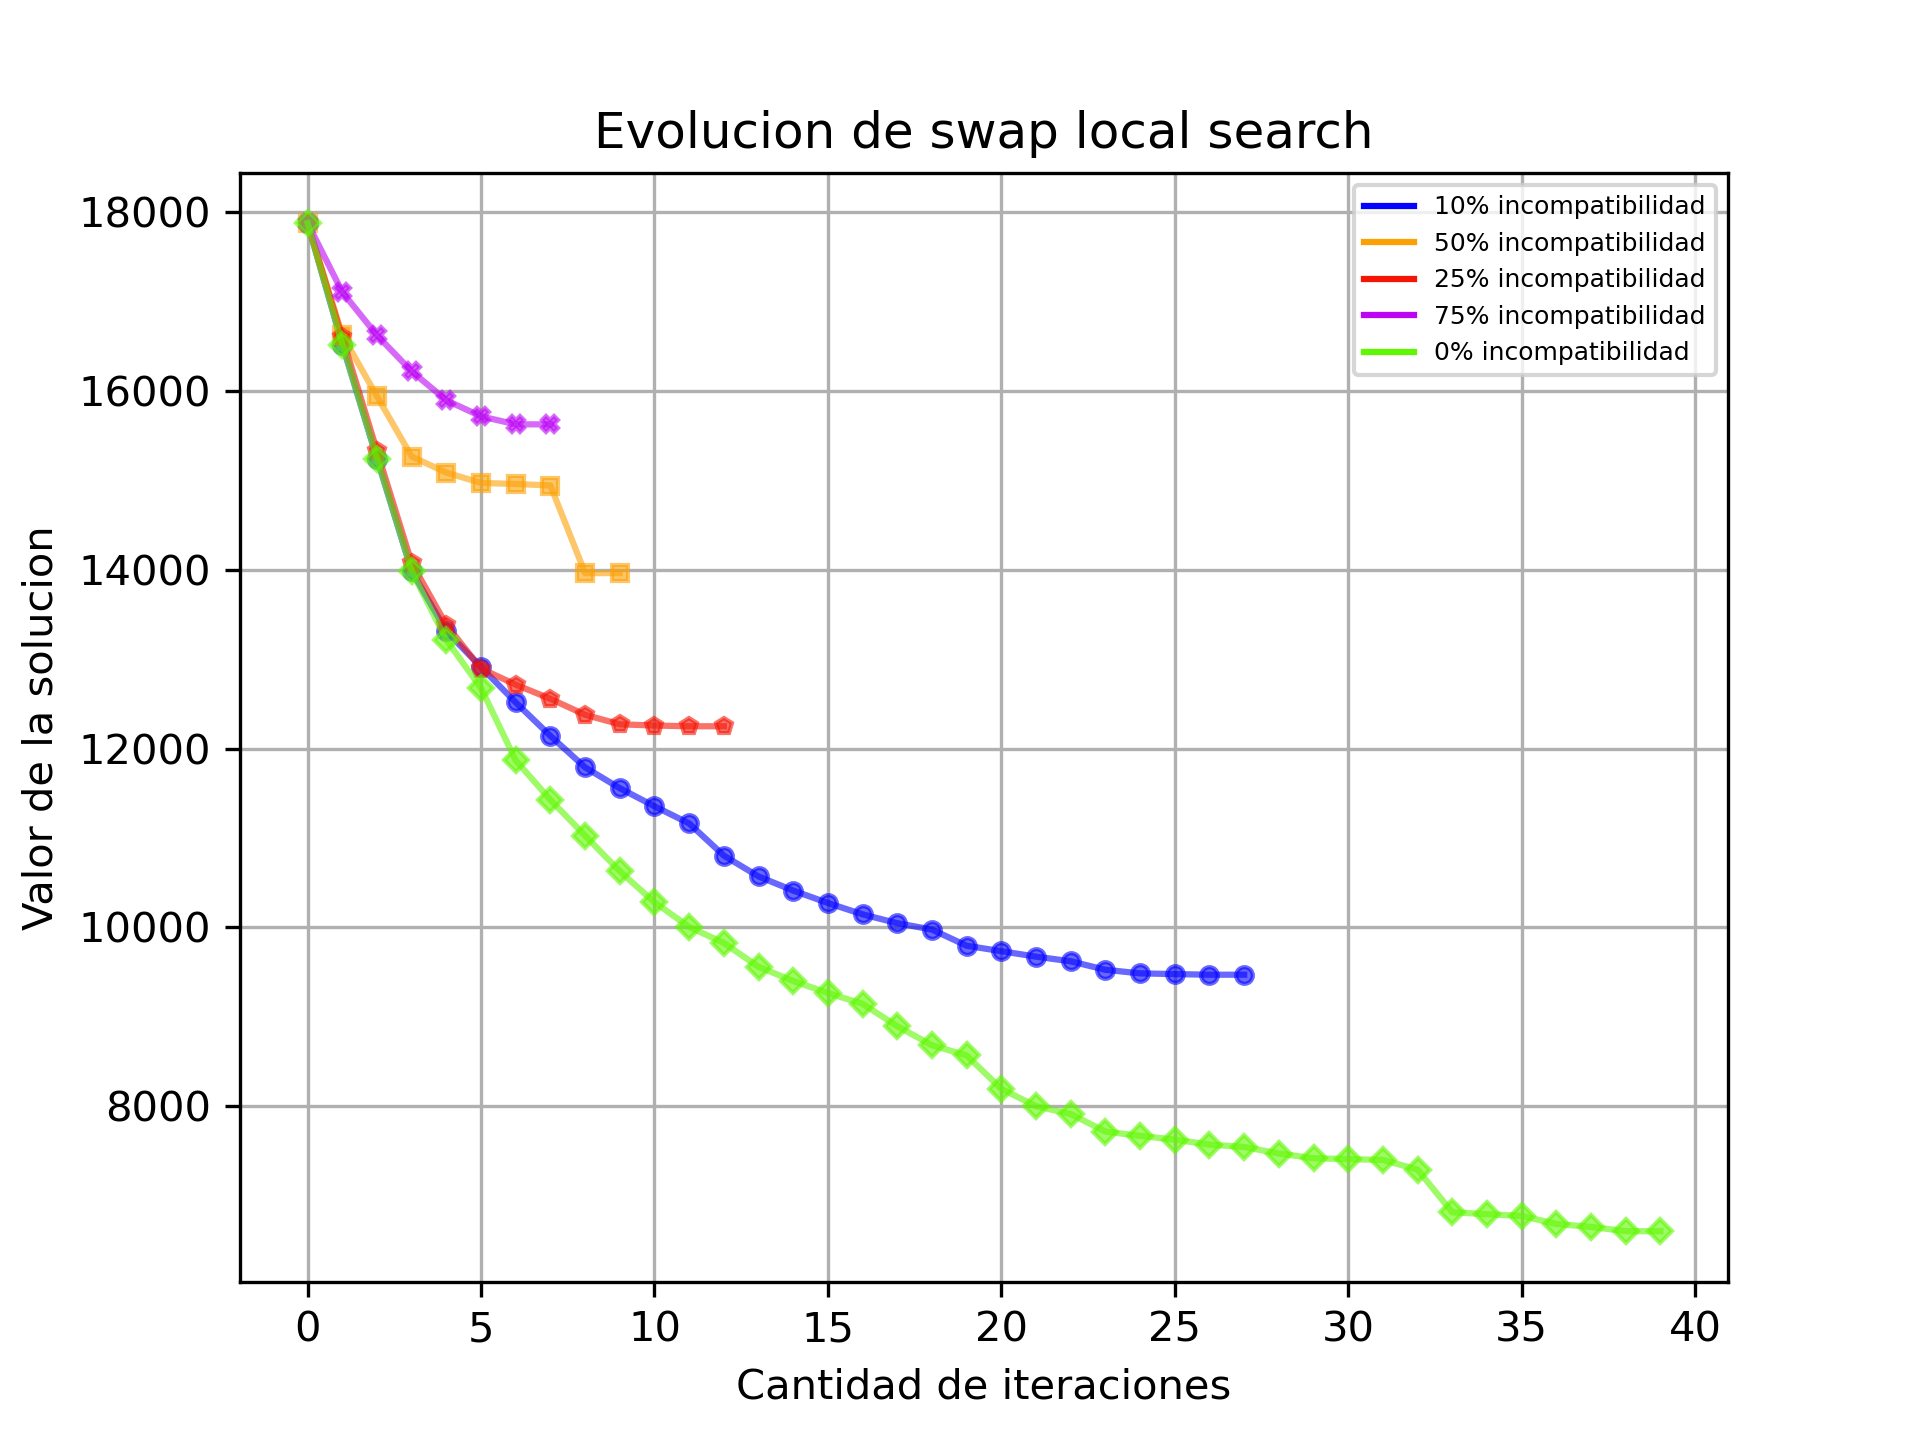 Evolucion de swap local search
18000
16000
14000
12000
10000
8000
Valor de la solucion
10% incompatibilidad
50% incompatibilidad
25% incompatibilidad
75% incompatibilidad
0% incompatibilidad
0 5 10 15 20 25 30 35 40
Cantidad de iteraciones